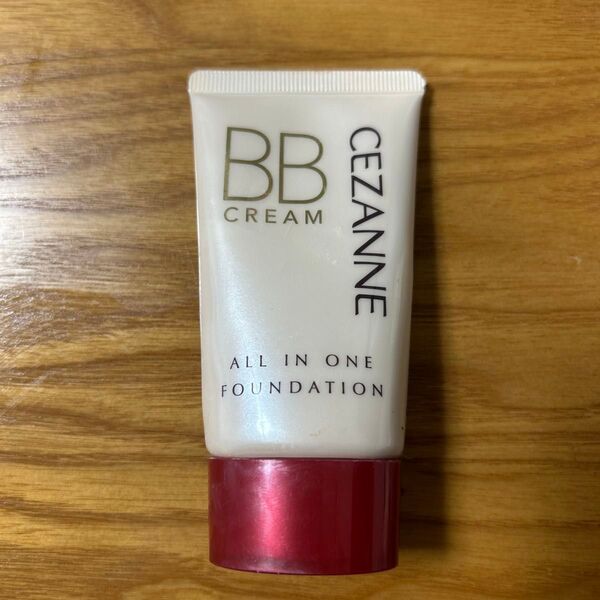 BB
CREAM
CEZANNE
ALL IN ONE
FOUNDATION